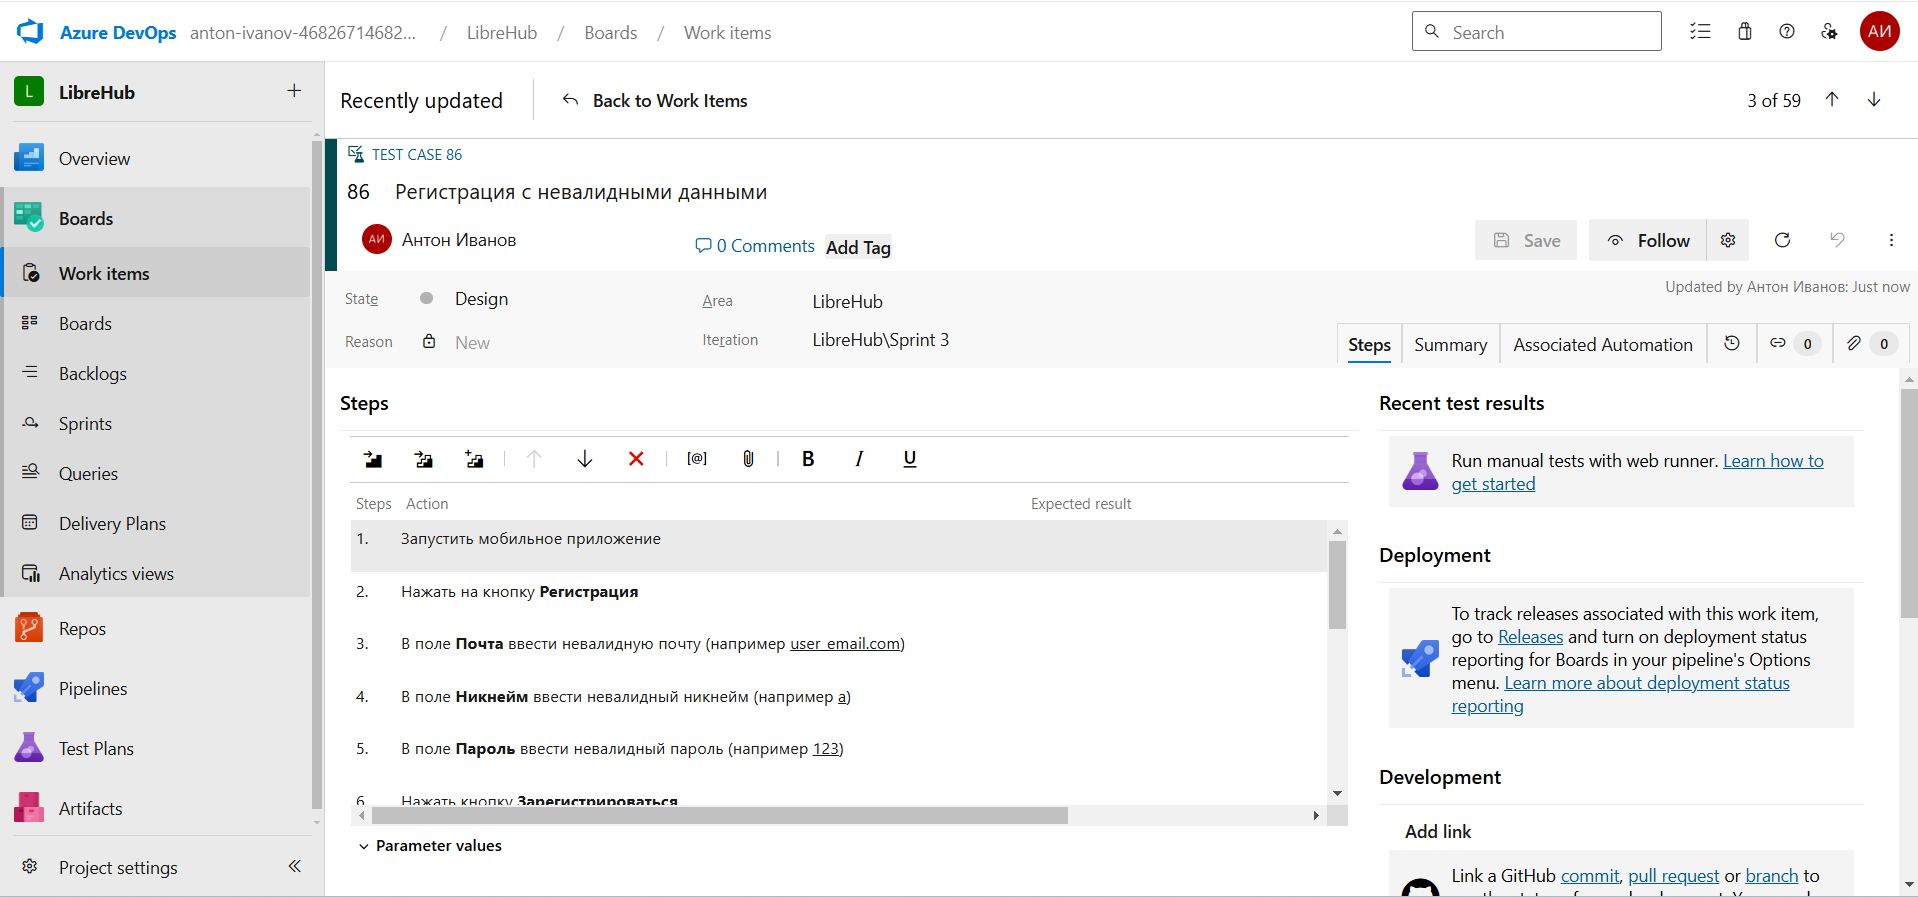 Azure DevOps anton-ivanov-46826714682... / LibreHub / Boards / Work items
Search
АИ
L LibreHub
Overview
Boards
Work items
Boards
Backlogs
Sprints
Queries
Delivery Plans
Analytics views
Repos
Pipelines
Test Plans
Artifacts
Project settings
Recently updated
Back to Work Items
3 of 59
TEST CASE 86
86 Регистрация с невалидными данными
АИ Антон Иванов
0 Comments
Add Tag
Save
Follow
State Design
Area LibreHub
Updated by Антон Иванов: Just now
Reason New
Iteration LibreHub\Sprint 3
Steps
Summary
Associated Automation
0
0
Steps
[@]
B I U
Steps Action Expected result
1. Запустить мобильное приложение
2. Нажать на кнопку Регистрация
3. В поле Почта ввести невалидную почту (например user_email.com)
4. В поле Никнейм ввести невалидный никнейм (например a)
5. В поле Пароль ввести невалидный пароль (например 123)
6. Нажать кнопку Зарегистрироваться
Parameter values
Recent test results
Run manual tests with web runner. Learn how to
get started
Deployment
To track releases associated with this work item,
go to Releases and turn on deployment status
reporting for Boards in your pipeline's Options
menu. Learn more about deployment status
reporting
Development
Add link
Link a GitHub commit, pull request or branch to